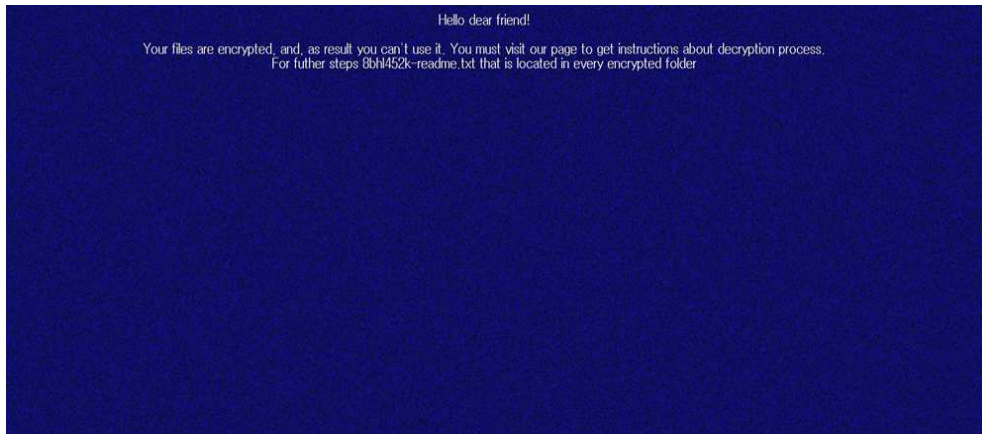 Hello dear friend!
Your files are encrypted, and, as result you can't use it. You must visit our page to get instructions about decryption process.
For futher steps 8bhl452k-readme.txt that is located in every encrypted folder